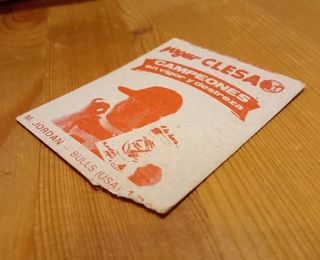 yogur CLESA
CAMPEONES
en vigor y destreza
M. JORDAN - BULLS (USA)